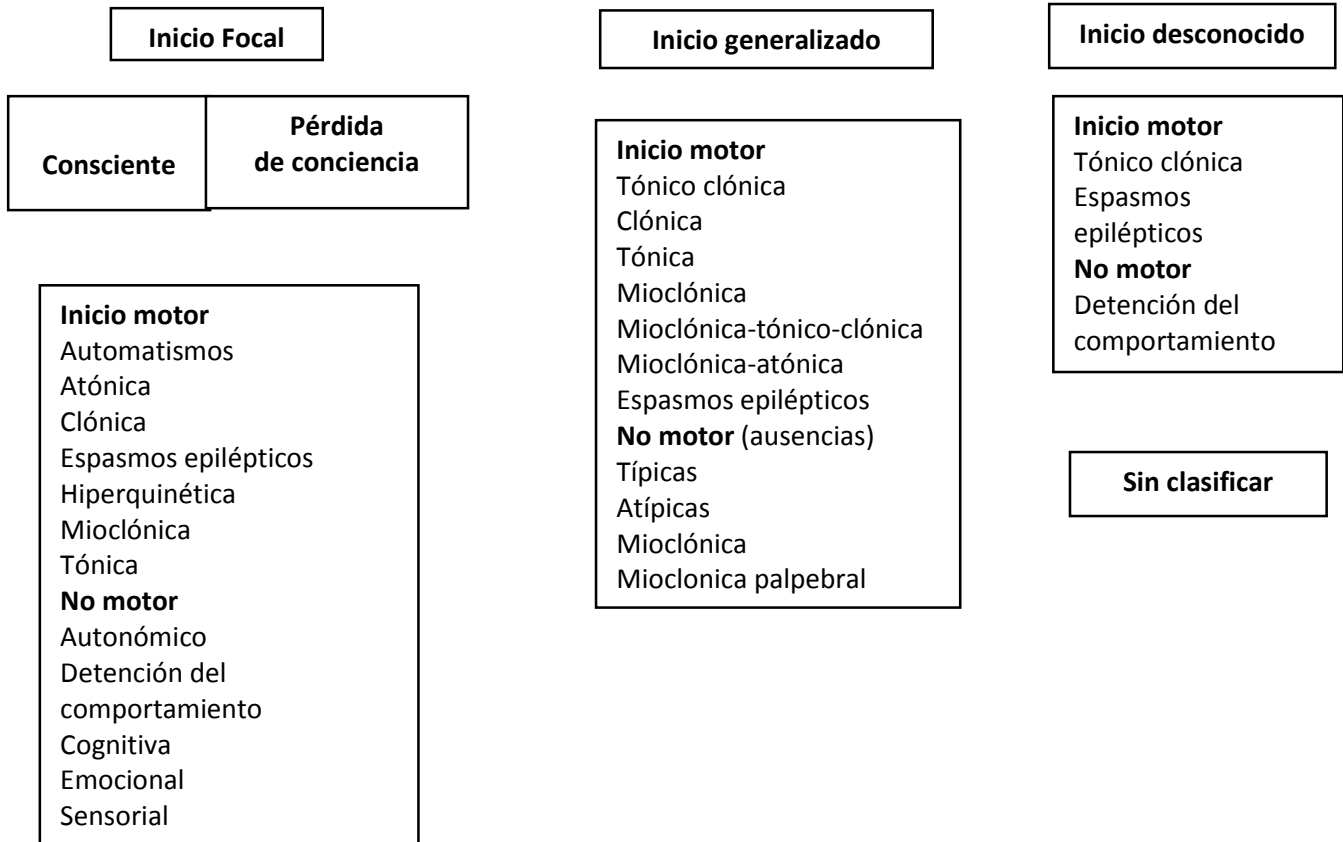 Inicio Focal
Consciente
Pérdida
de conciencia
Inicio motor
Automatismos
Atónica
Clónica
Espasmos epilépticos
Hiperquinética
Mioclónica
Tónica
No motor
Autonómico
Detención del
comportamiento
Cognitiva
Emocional
Sensorial
Inicio generalizado
Inicio motor
Tónico clónica
Clónica
Tónica
Mioclónica
Mioclónica-tónico-clónica
Mioclónica-atónica
Espasmos epilépticos
No motor (ausencias)
Típicas
Atípicas
Mioclónica
Mioclonica palpebral
Inicio desconocido
Inicio motor
Tónico clónica
Espasmos
epilépticos
No motor
Detención del
comportamiento
Sin clasificar